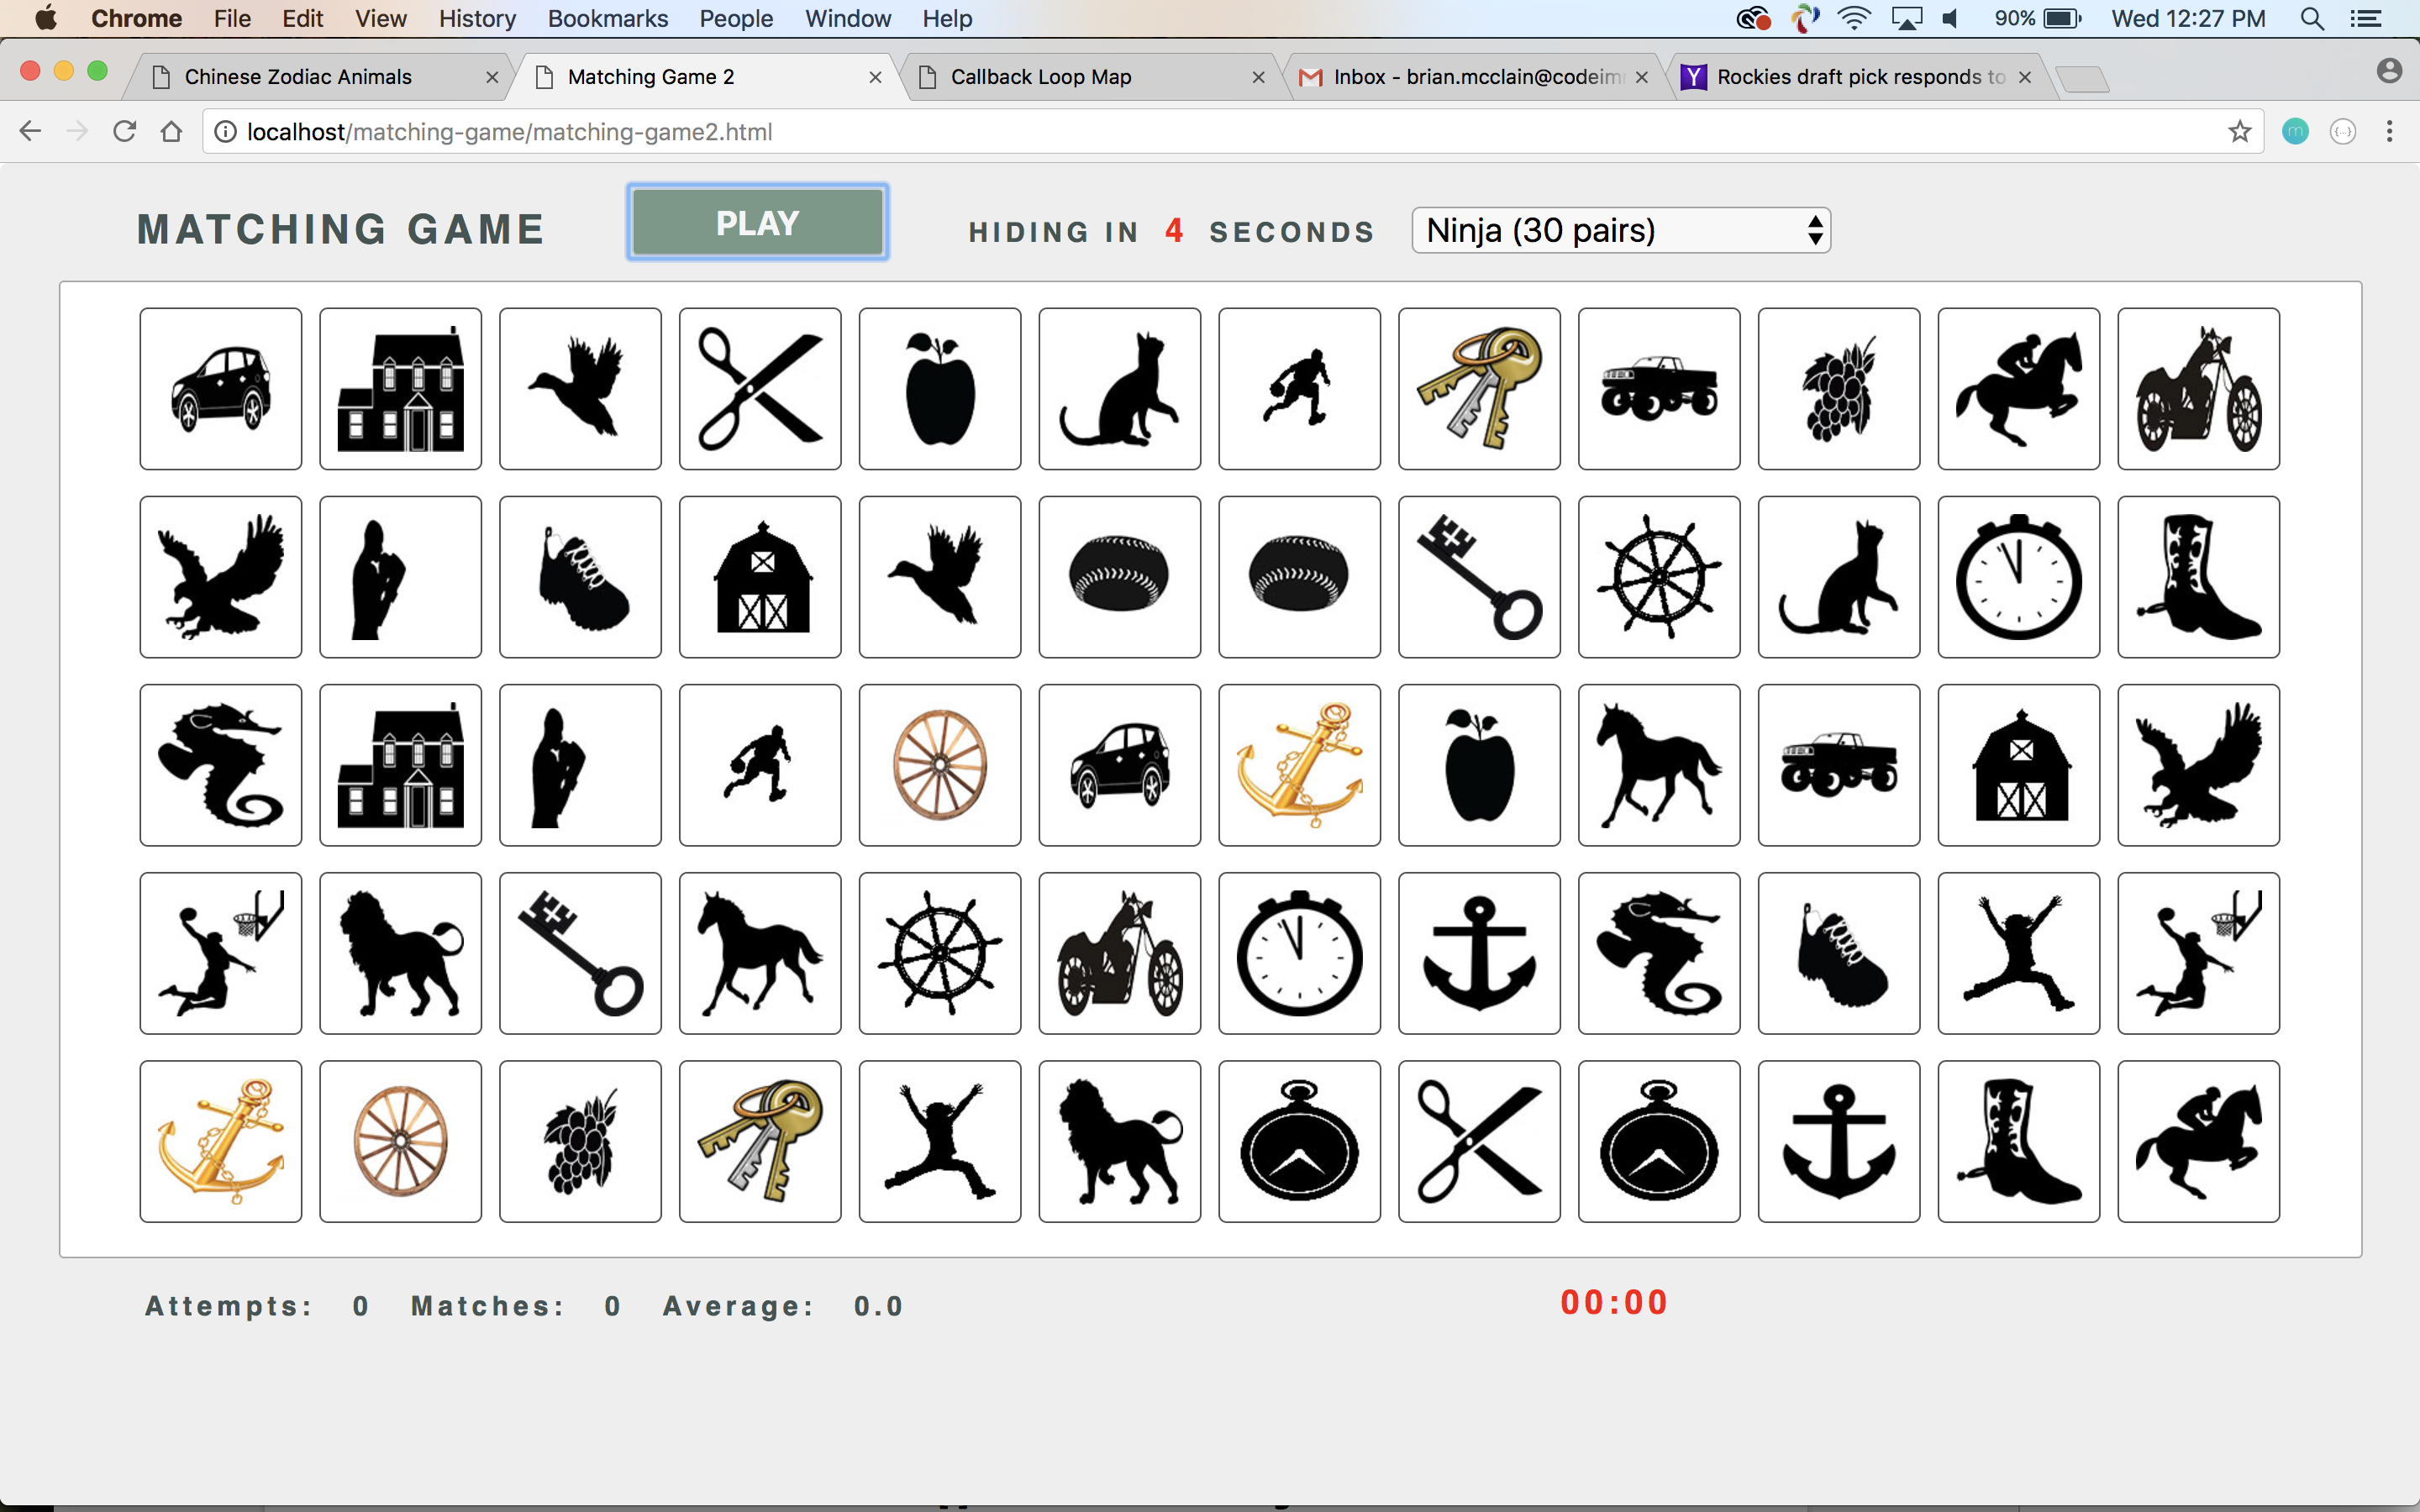 Chrome File Edit View History Bookmarks People Window Help 90% Wed 12:27 PM
Chinese Zodiac Animals Matching Game 2 Callback Loop Map Inbox - brian.mcclain@codeim Rockies draft pick responds to
localhost/matching-game/matching-game2.html
MATCHING GAME PLAY HIDING IN 4 SECONDS Ninja (30 pairs)
Attempts: 0 Matches: 0 Average: 0.0 00:00